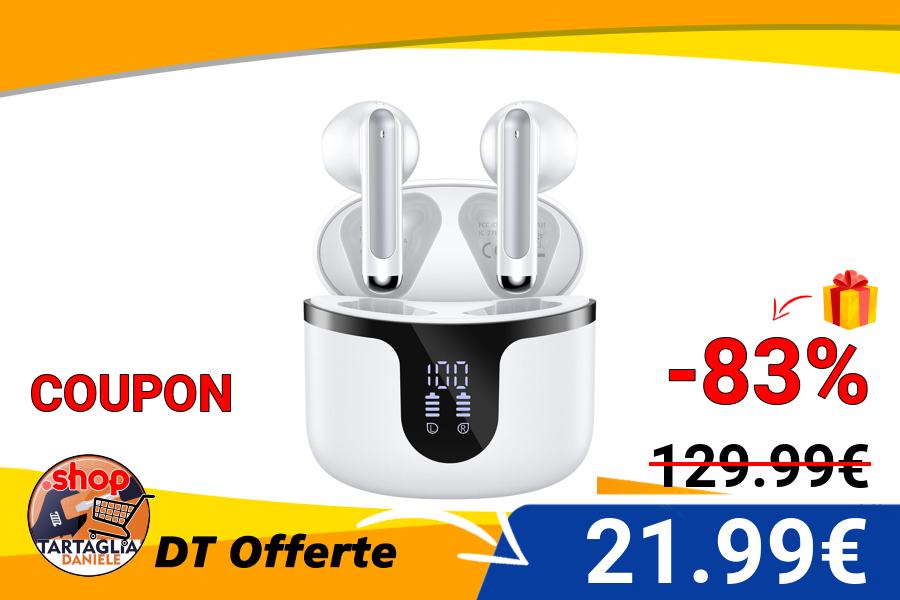 -83%
COUPON
129.99€
.shop
TARTAGLIA
DANIELE
DT Offerte
21.99€
100
L R